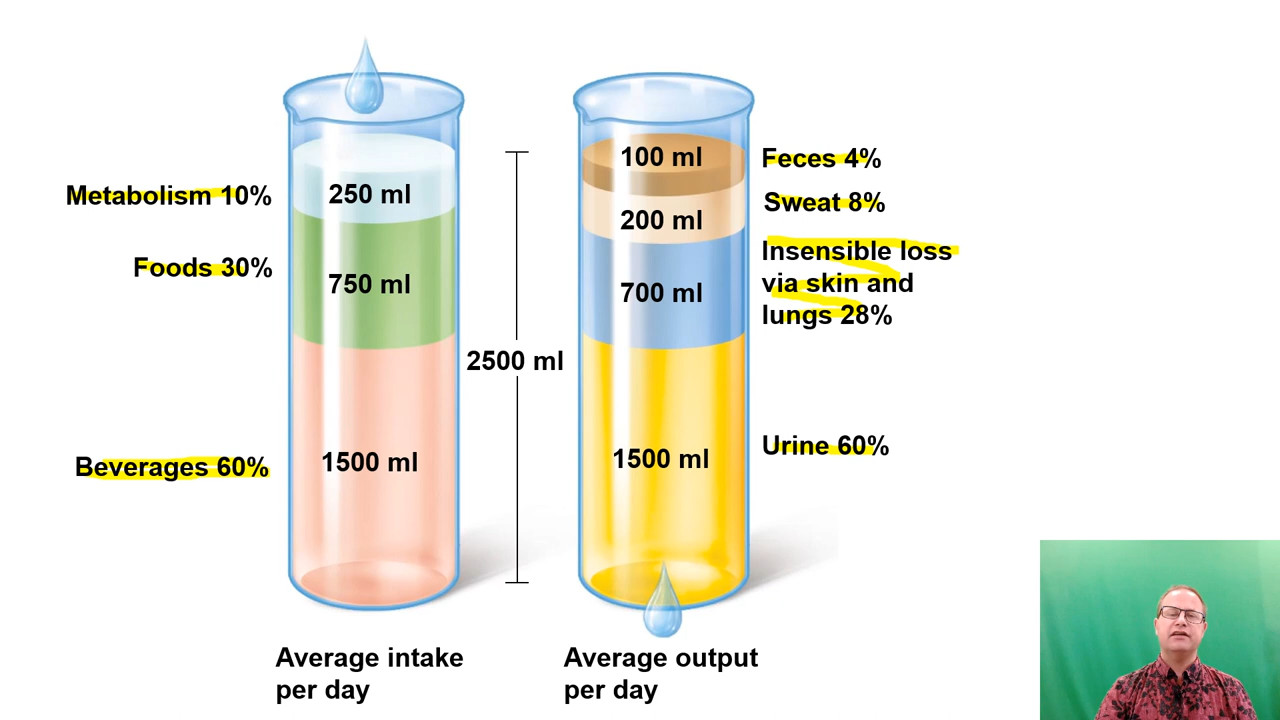 Metabolism 10%
250 ml
Foods 30%
750 ml
Beverages 60%
1500 ml
2500 ml
100 ml
Feces 4%
200 ml
Sweat 8%
700 ml
Insensible loss
via skin and
lungs 28%
1500 ml
Urine 60%
Average intake
per day
Average output
per day